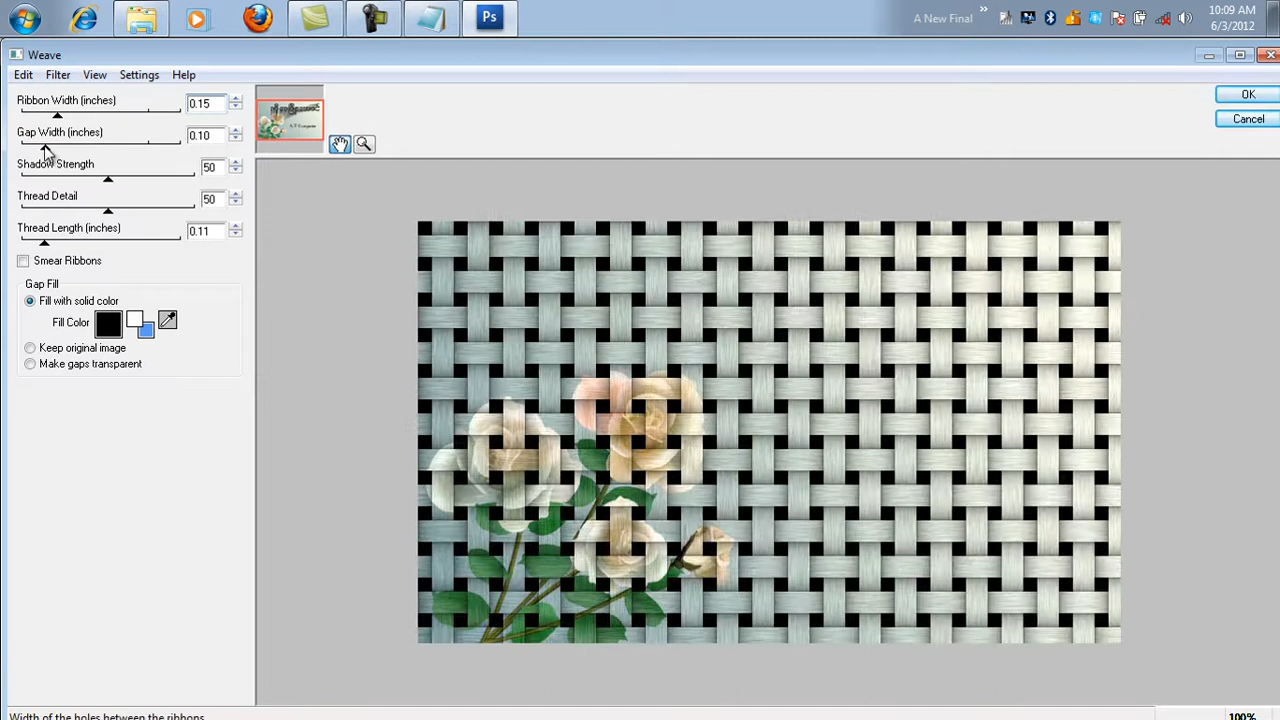 A New Final
»
10:09 AM
6/3/2012
Ps
Weave
Edit Filter View Settings Help
Ribbon Width (inches) 0.15
Gap Width (inches) 0.10
Shadow Strength 50
Thread Detail 50
Thread Length (inches) 0.11
Smear Ribbons
Gap Fill
Fill with solid color
Fill Color
Keep original image
Make gaps transparent
OK
Cancel
Width of the holes between the ribbons
100%